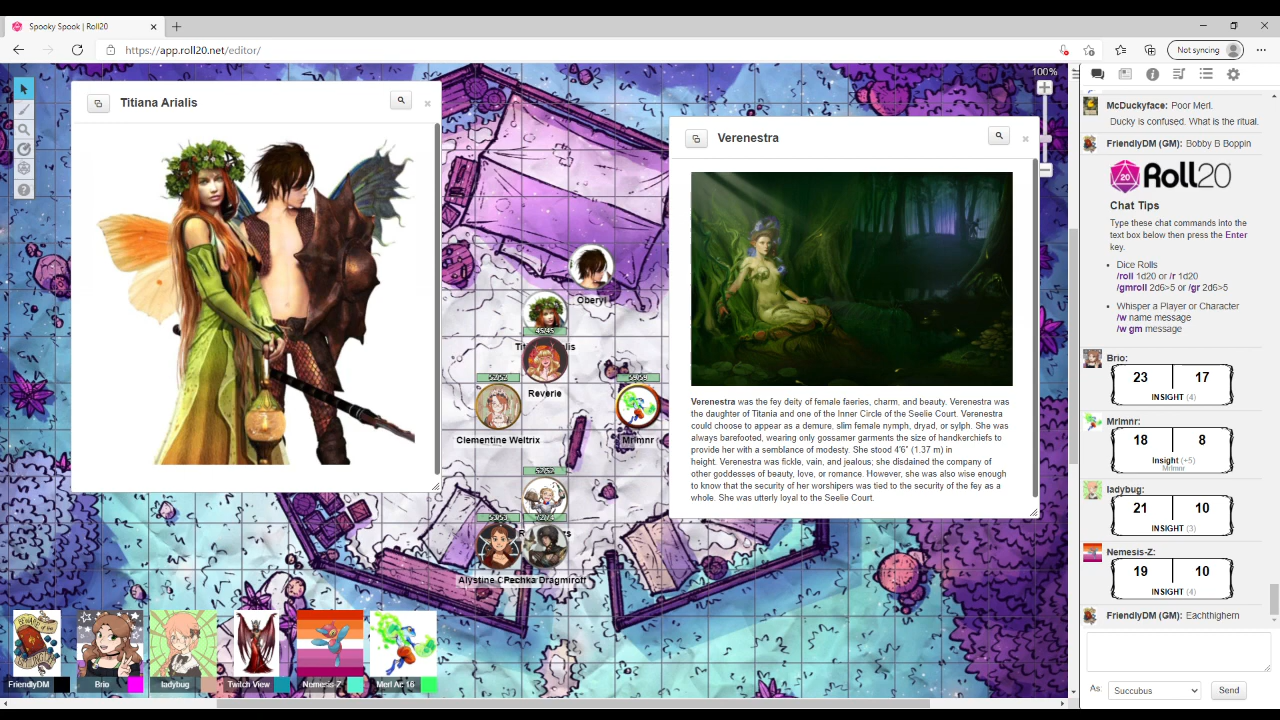 Spooky Spook | Roll20
https://app.roll20.net/editor/
Not syncing
Titiana Arialis
Verenestra
Verenestra was the fey deity of female faeries, charm, and beauty. Verenestra was
the daughter of Titania and one of the Inner Circle of the Seelie Court. Verenestra
could choose to appear as a demure, slim female nymph, dryad, or sylph. She was
always barefooted, wearing only gossamer garments the size of handkerchiefs to
provide her with a semblance of modesty. She stood 4'6" (1.37 m) in
height. Verenestra was fickle, vain, and jealous; she disdained the company of
other goddesses of beauty, love, or romance. However, she was also wise enough
to know that the security of her worshipers was tied to the security of the fey as a
whole. She was utterly loyal to the Seelie Court.
100%
Oberyl
45/45
Reverie
52/52
Clementine Weltrix
Mrlmnr
52/52
53/53
Alystine C
Pechka Dragmiroff
FriendlyDM
Brio
ladybug
Twitch View
Nemesis-Z
Merl Ac 16
McDuckyface: Poor Merl.
Ducky is confused. What is the ritual.
FriendlyDM (GM): Bobby B Boppin
20
Roll20
Chat Tips
Type these chat commands into the
text box below then press the Enter
key.
• Dice Rolls
/roll 1d20 or /r 1d20
/gmroll 2d6>5 or /gr 2d6>5
• Whisper a Player or Character
/w name message
/w gm message
Brio:
23 17
INSIGHT (4)
Mrlmnr:
18 8
Insight (+5)
Mrlmnr
ladybug:
21 10
INSIGHT (3)
Nemesis-Z:
19 10
INSIGHT (4)
FriendlyDM (GM): Eachthighern
As:
Succubus
Send